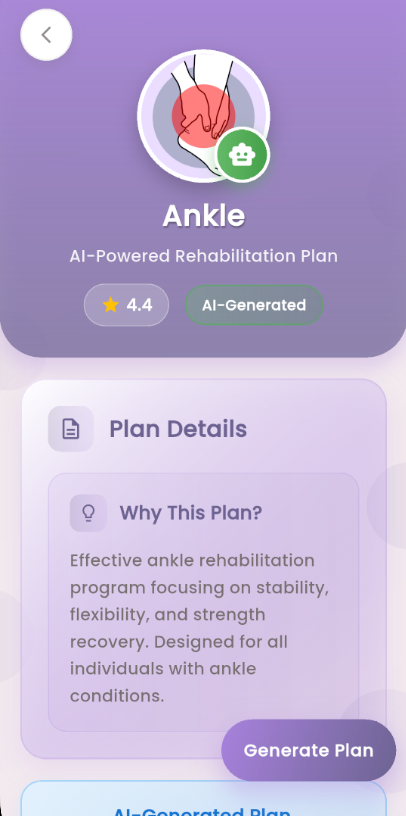 Ankle
AI-Powered Rehabilitation Plan
4.4
AI-Generated
Plan Details
Why This Plan?
Effective ankle rehabilitation
program focusing on stability,
flexibility, and strength
recovery. Designed for all
individuals with ankle
conditions.
Generate Plan
AI-Generated Plan